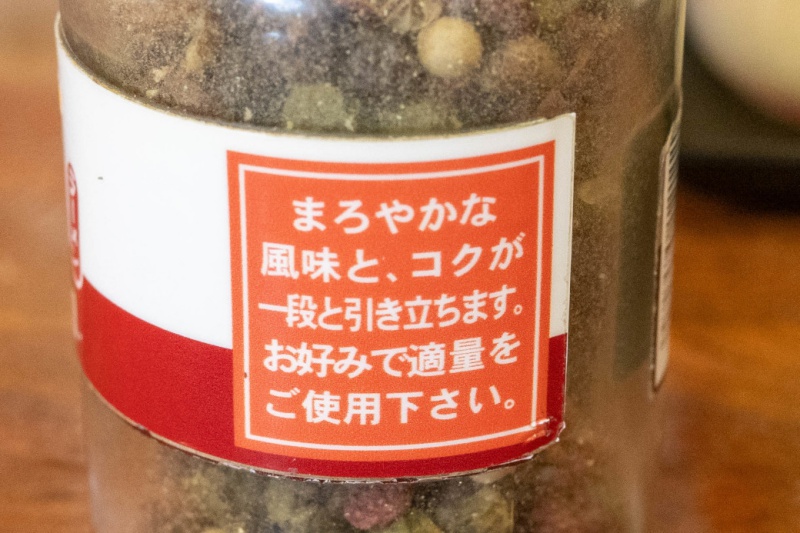 まろやかな
風味と、コクが
一段と引き立ちます。
お好みで適量を
ご使用下さい。